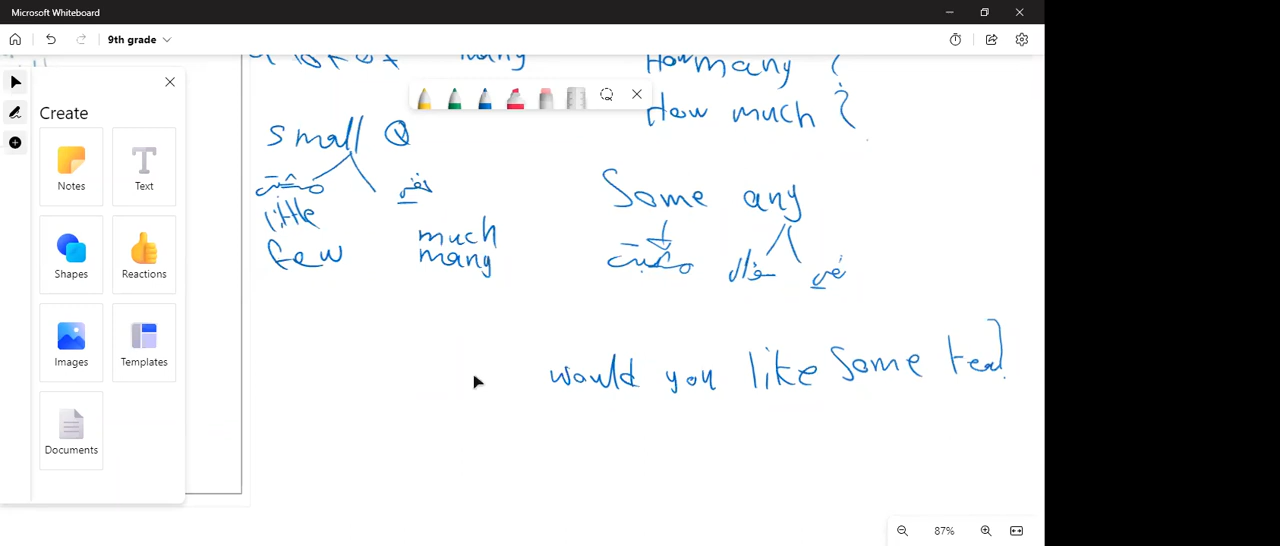 Microsoft Whiteboard
9th grade
Create
Notes
Text
Shapes
Reactions
Images
Templates
Documents
many
How many ?
How much ?
small Q
مثبت نفي
little
few
much
many
Some any
مثبت سؤال نفي
would you like some tea?
87%